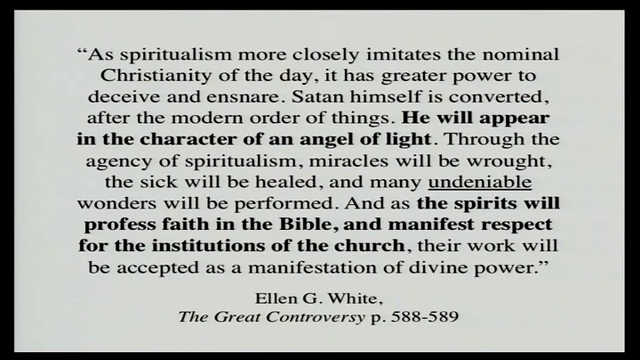 “As spiritualism more closely imitates the nominal
Christianity of the day, it has greater power to
deceive and ensnare. Satan himself is converted,
after the modern order of things. He will appear
in the character of an angel of light. Through the
agency of spiritualism, miracles will be wrought,
the sick will be healed, and many undeniable
wonders will be performed. And as the spirits will
profess faith in the Bible, and manifest respect
for the institutions of the church, their work will
be accepted as a manifestation of divine power.”
Ellen G. White,
The Great Controversy p. 588-589